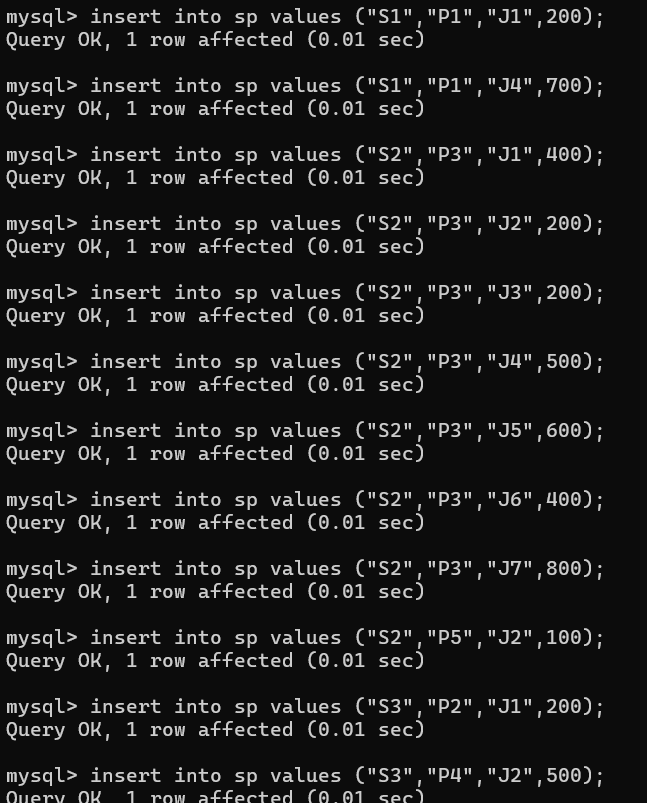 mysql> insert into sp values ("S1","P1","J1",200);
Query OK, 1 row affected (0.01 sec)
mysql> insert into sp values ("S1","P1","J4",700);
Query OK, 1 row affected (0.01 sec)
mysql> insert into sp values ("S2","P3","J1",400);
Query OK, 1 row affected (0.01 sec)
mysql> insert into sp values ("S2","P3","J2",200);
Query OK, 1 row affected (0.01 sec)
mysql> insert into sp values ("S2","P3","J3",200);
Query OK, 1 row affected (0.01 sec)
mysql> insert into sp values ("S2","P3","J4",500);
Query OK, 1 row affected (0.01 sec)
mysql> insert into sp values ("S2","P3","J5",600);
Query OK, 1 row affected (0.01 sec)
mysql> insert into sp values ("S2","P3","J6",400);
Query OK, 1 row affected (0.01 sec)
mysql> insert into sp values ("S2","P3","J7",800);
Query OK, 1 row affected (0.01 sec)
mysql> insert into sp values ("S2","P5","J2",100);
Query OK, 1 row affected (0.01 sec)
mysql> insert into sp values ("S3","P2","J1",200);
Query OK, 1 row affected (0.01 sec)
mysql> insert into sp values ("S3","P4","J2",500);
Query OK, 1 row affected (0.01 sec)